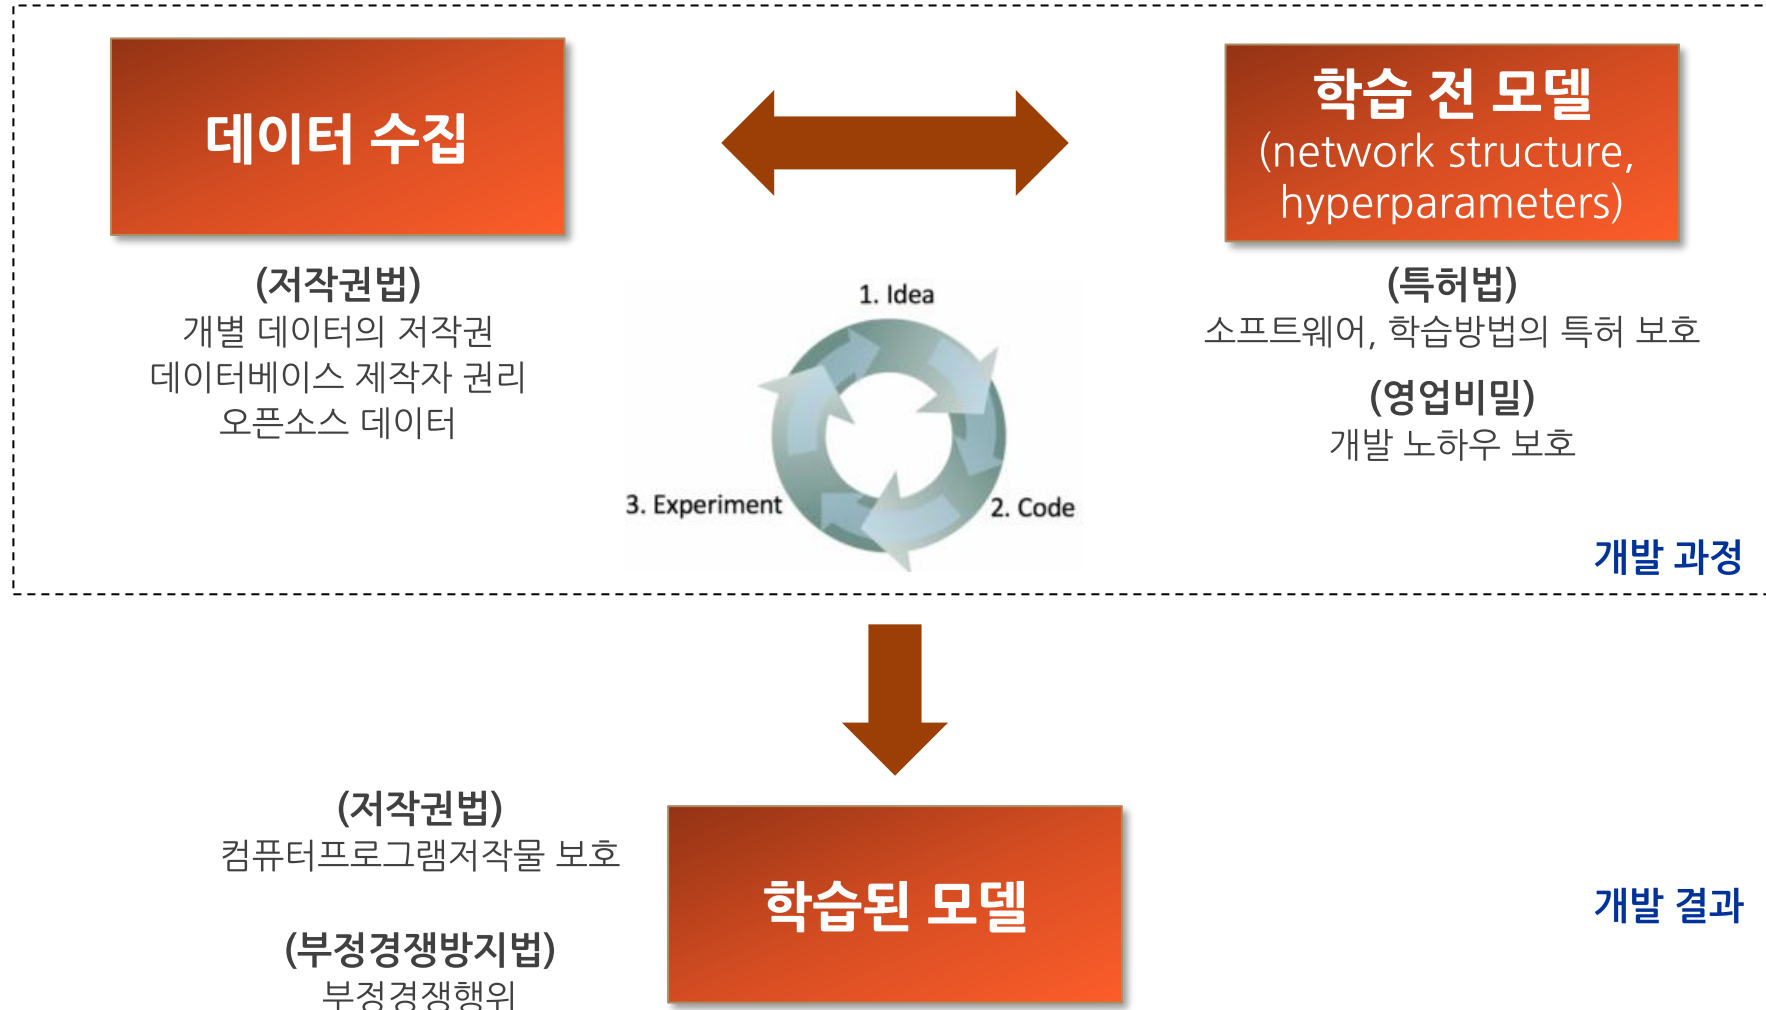 데이터 수집
(저작권법)
개별 데이터의 저작권
데이터베이스 제작자 권리
오픈소스 데이터
학습 전 모델
(network structure,
hyperparameters)
(특허법)
소프트웨어, 학습방법의 특허 보호
(영업비밀)
개발 노하우 보호
1. Idea
2. Code
3. Experiment
개발 과정
(저작권법)
컴퓨터프로그램저작물 보호
(부정경쟁방지법)
부정경쟁행위
학습된 모델
개발 결과